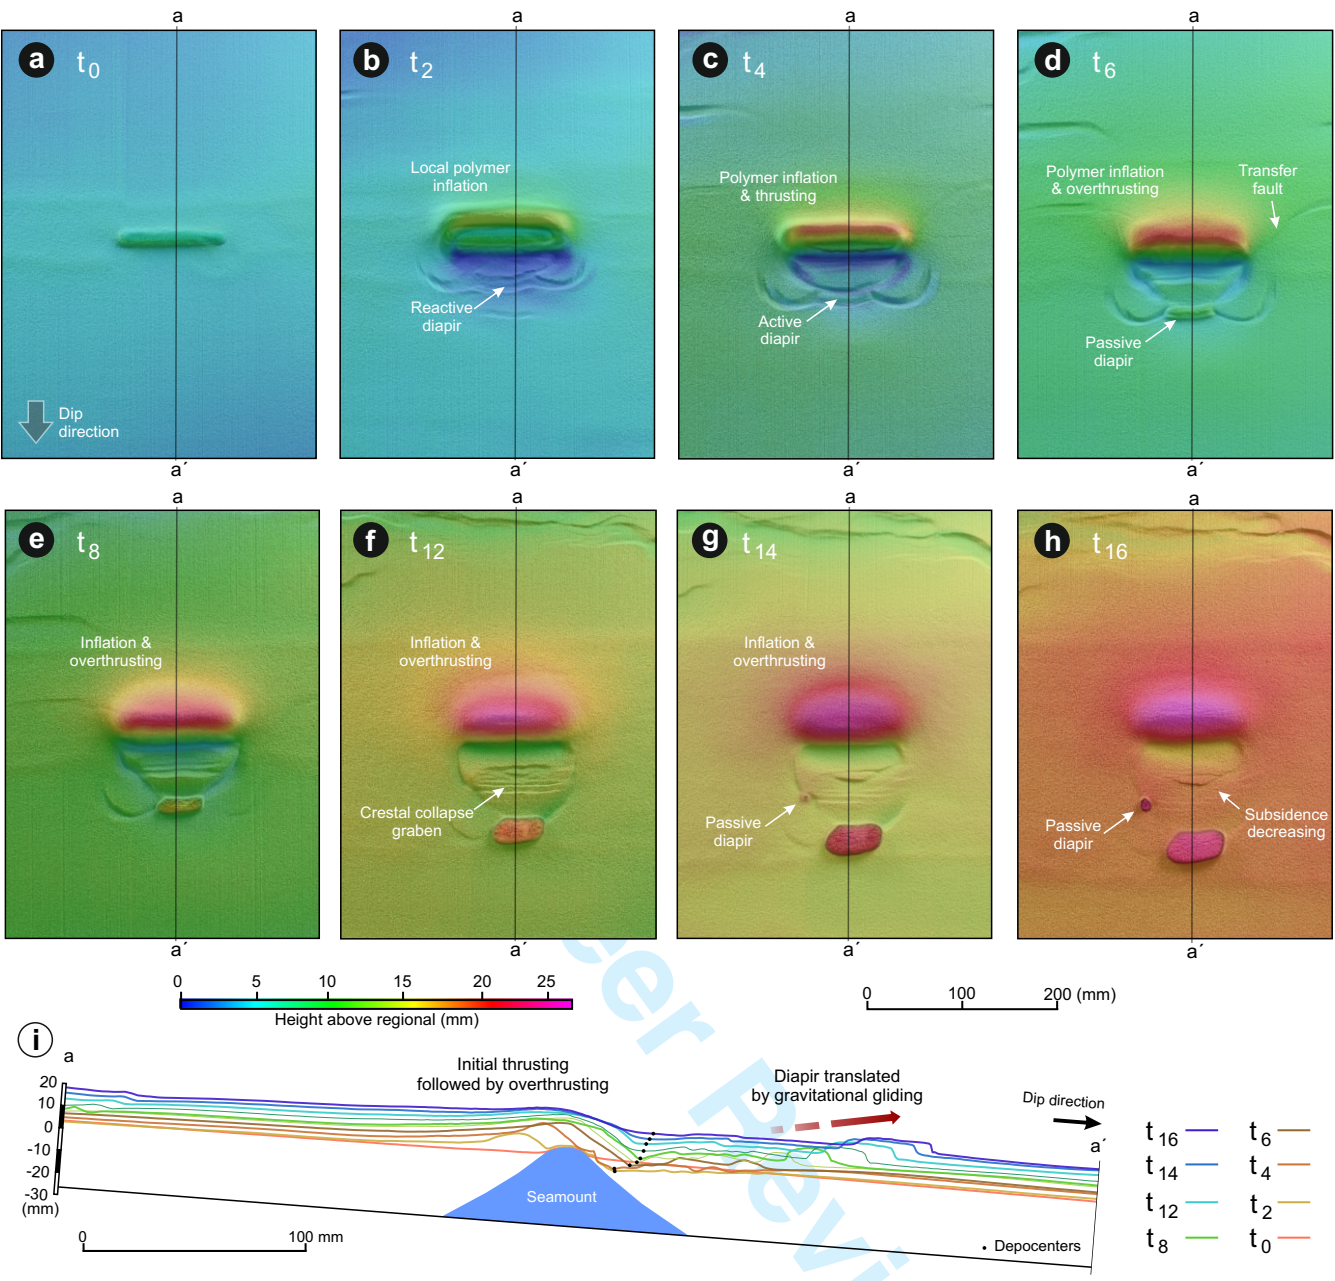 a
a
a
a
a t0
b t2
c t4
d t6
Local polymer
inflation
Polymer inflation
& thrusting
Polymer inflation
& overthrusting
Transfer
fault
Reactive
diapir
Active
diapir
Passive
diapir
Dip
direction
a´
a´
a´
a´
a
a
a
a
e t8
f t12
g t14
h t16
Inflation &
overthrusting
Inflation &
overthrusting
Inflation &
overthrusting
Crestal collapse
graben
Passive
diapir
Passive
diapir
Subsidence
decreasing
a´
a´
a´
a´
0 5 10 15 20 25
Height above regional (mm)
0 100 200 (mm)
eer Revi
i
a
20
10
0
-10
-20
-30
(mm)
Initial thrusting
followed by overthrusting
Diapir translated
by gravitational gliding
Dip direction
a´
Seamount
0 100 mm
Depocenters
t16 t6
t14 t4
t12 t2
t8 t0